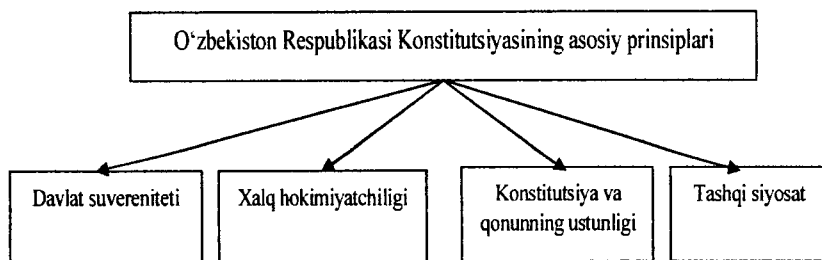 O‘zbekiston Respublikasi Konstitutsiyasining asosiy prinsiplari
Davlat suvereniteti
Xalq hokimiyatchiligi
Konstitutsiya va
qonunning ustunligi
Tashqi siyosat